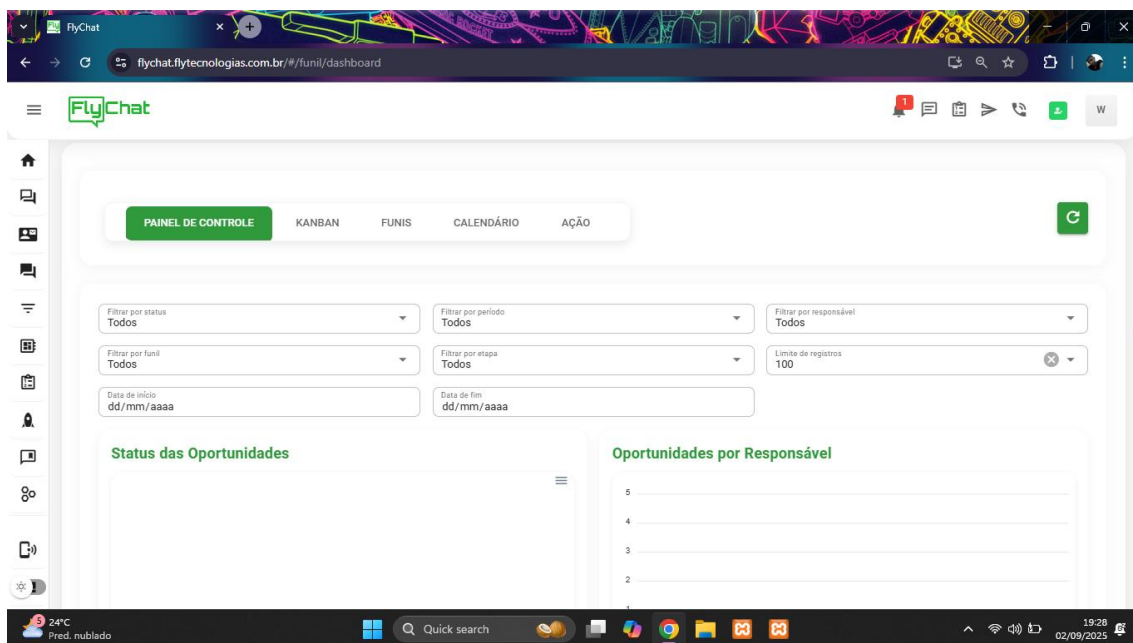 FlyChat
flychat.flytecnologias.com.br/#/funil/dashboard
FlyChat
1
W
PAINEL DE CONTROLE KANBAN FUNIS CALENDÁRIO AÇÃO
Filtrar por status Filtrar por período Filtrar por responsável
Todos Todos Todos
Filtrar por funil Filtrar por etapa Limite de registros
Todos Todos 100
Data de início Data de fim
dd/mm/aaaa dd/mm/aaaa
Status das Oportunidades Oportunidades por Responsável
5
4
3
2
5
24°C
Pred. nublado
Quick search
19:28
02/09/2025